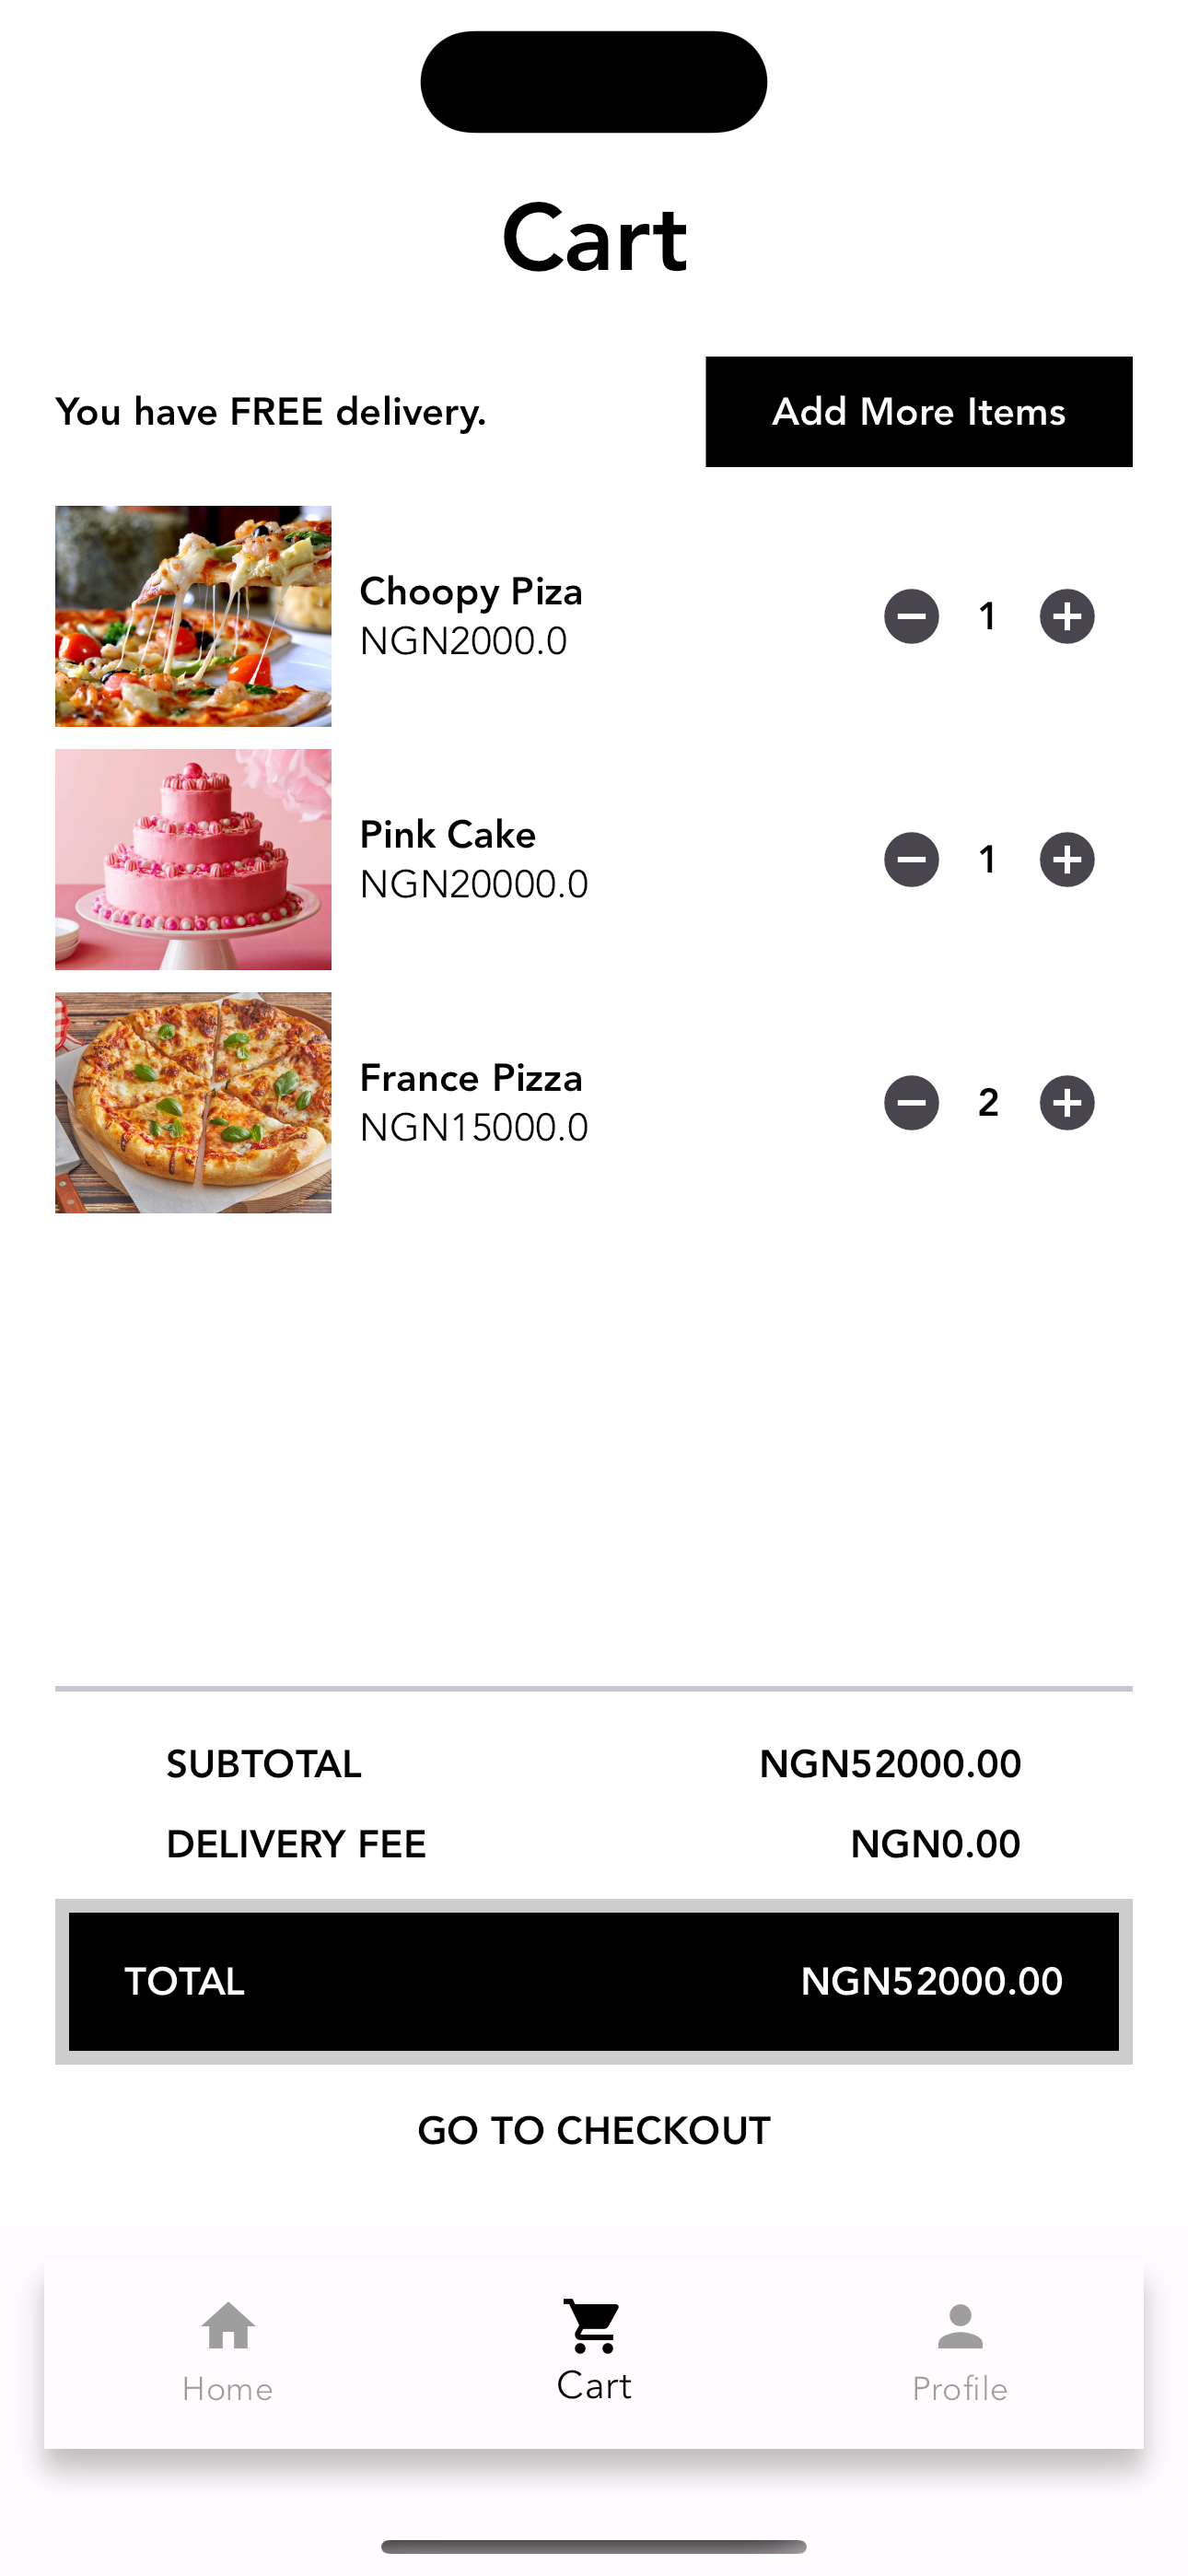 Cart
You have FREE delivery.
Add More Items
Choopy Piza
NGN2000.0
1
Pink Cake
NGN20000.0
1
France Pizza
NGN15000.0
2
SUBTOTAL
NGN52000.00
DELIVERY FEE
NGN0.00
TOTAL
NGN52000.00
GO TO CHECKOUT
Home
Cart
Profile